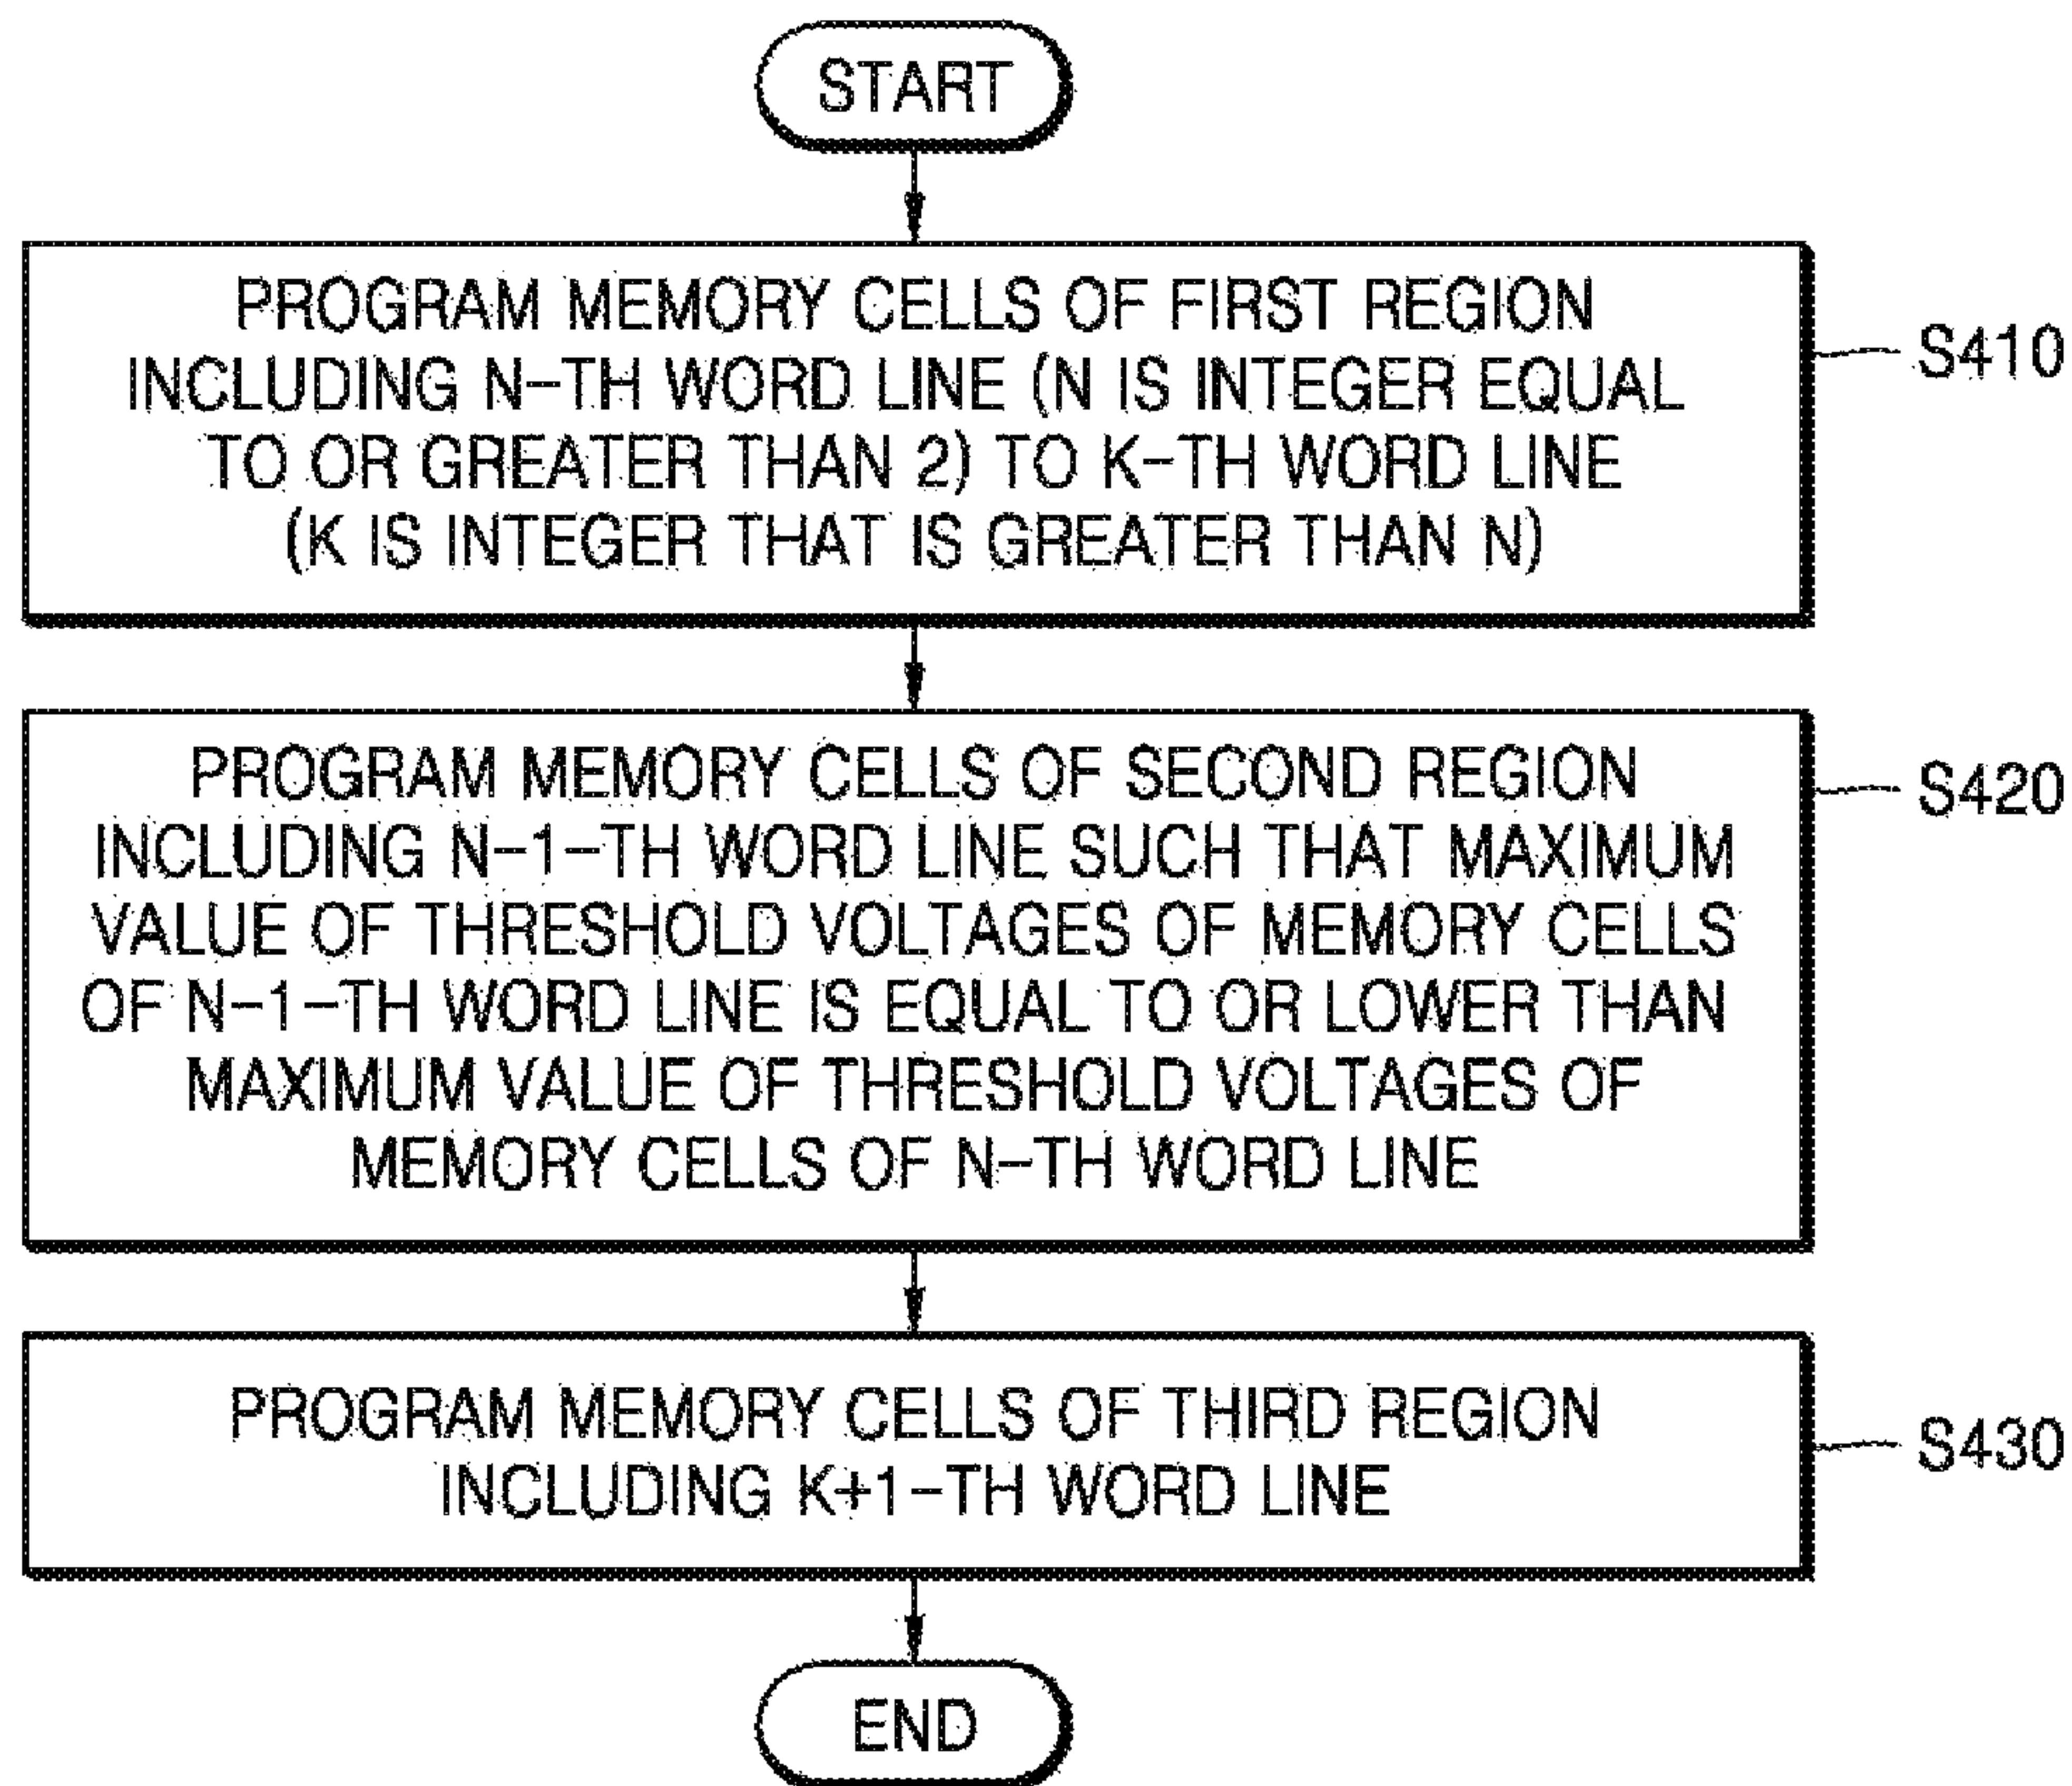 START
PROGRAM MEMORY CELLS OF FIRST REGION
INCLUDING N-TH WORD LINE (N IS INTEGER EQUAL
TO OR GREATER THAN 2) TO K-TH WORD LINE
(K IS INTEGER THAT IS GREATER THAN N)
S410
PROGRAM MEMORY CELLS OF SECOND REGION
INCLUDING N-1-TH WORD LINE SUCH THAT MAXIMUM
VALUE OF THRESHOLD VOLTAGES OF MEMORY CELLS
OF N-1-TH WORD LINE IS EQUAL TO OR LOWER THAN
MAXIMUM VALUE OF THRESHOLD VOLTAGES OF
MEMORY CELLS OF N-TH WORD LINE
S420
PROGRAM MEMORY CELLS OF THIRD REGION
INCLUDING K+1-TH WORD LINE
S430
END